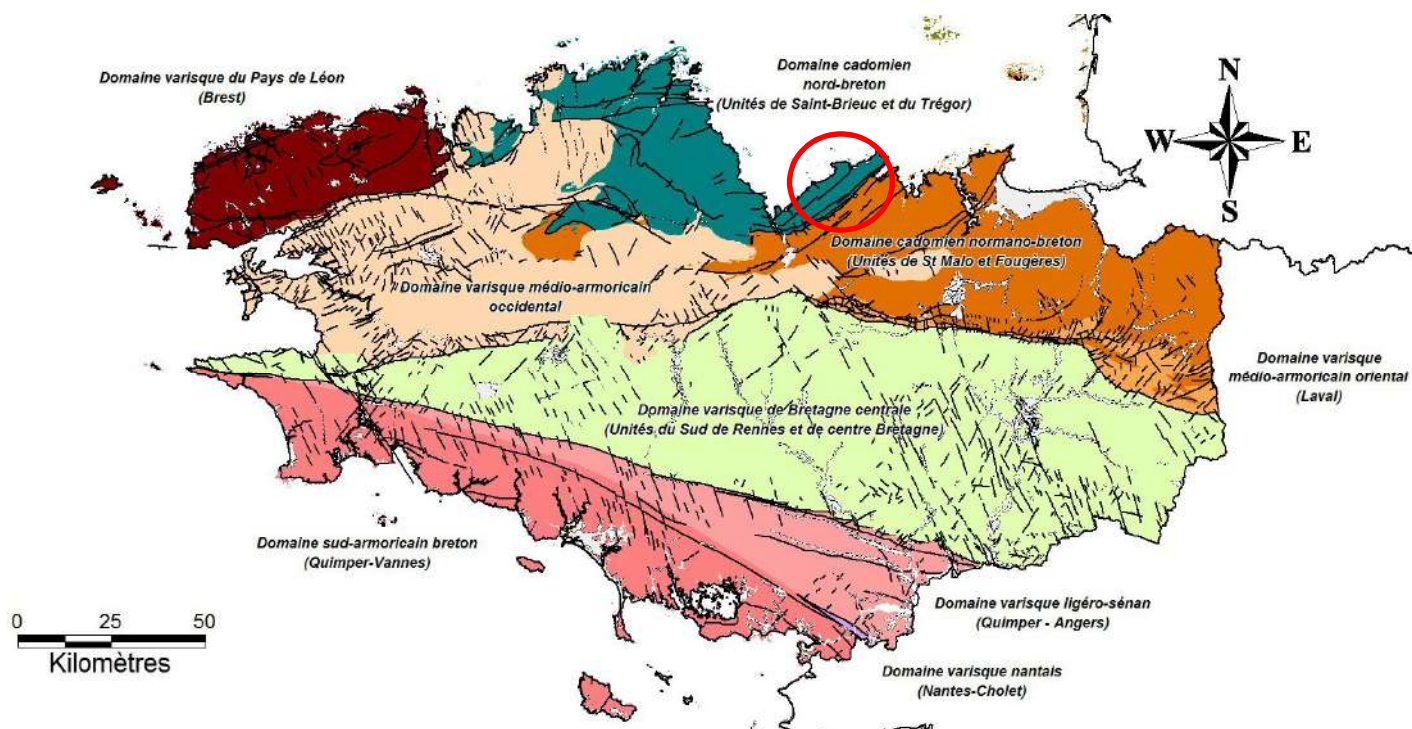 Domaine varisque du Pays de Léon
(Brest)
Domaine cadomien
nord-breton
(Unités de Saint-Brieuc et du Trégor)
N
W
E
S
Domaine cadomien normano-breton
(Unités de St Malo et Fougères)
Domaine varisque médio-armoricain
occidental
Domaine varisque
médio-armoricain oriental
(Laval)
Domaine varisque de Bretagne centrale
(Unités du Sud de Rennes et de centre Bretagne)
Domaine sud-armoricain breton
(Quimper-Vannes)
Domaine varisque ligéro-sénan
(Quimper - Angers)
0 25 50
Kilomètres
Domaine varisque nantais
(Nantes-Cholet)